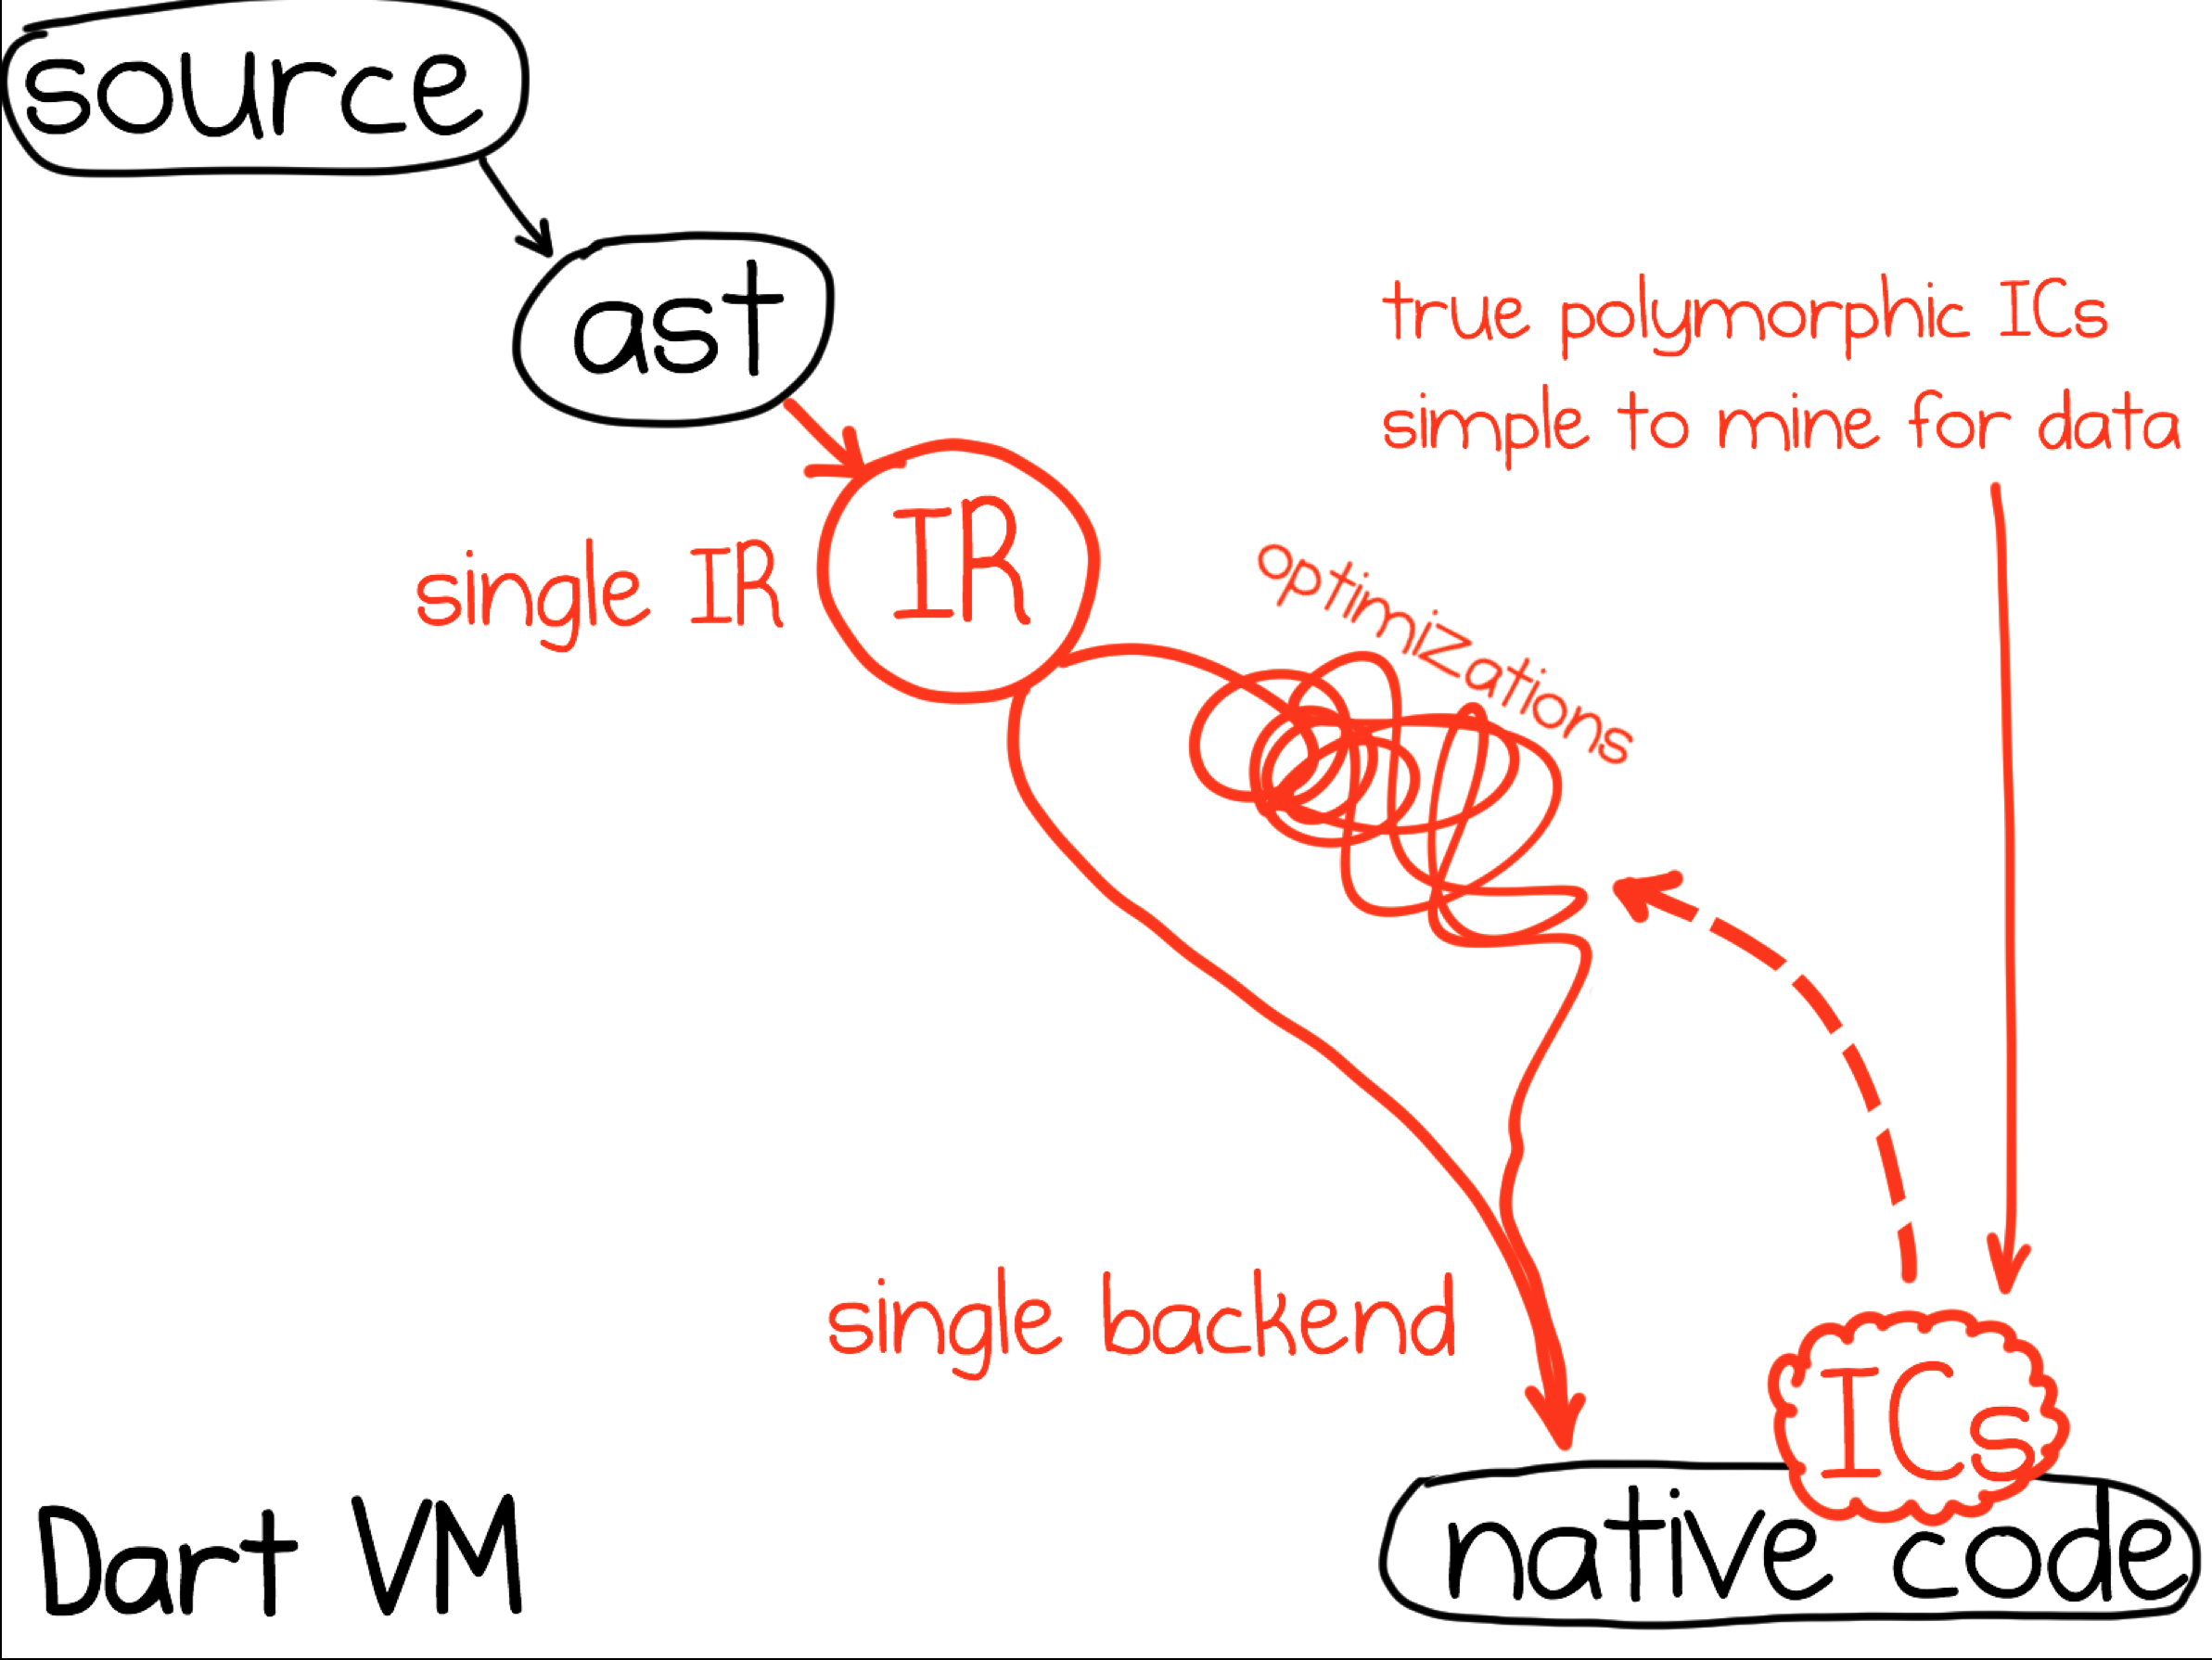 source
ast
true polymorphic ICs
simple to mine for data
IR
single IR
optimizations
single backend
ICs
native code
Dart VM